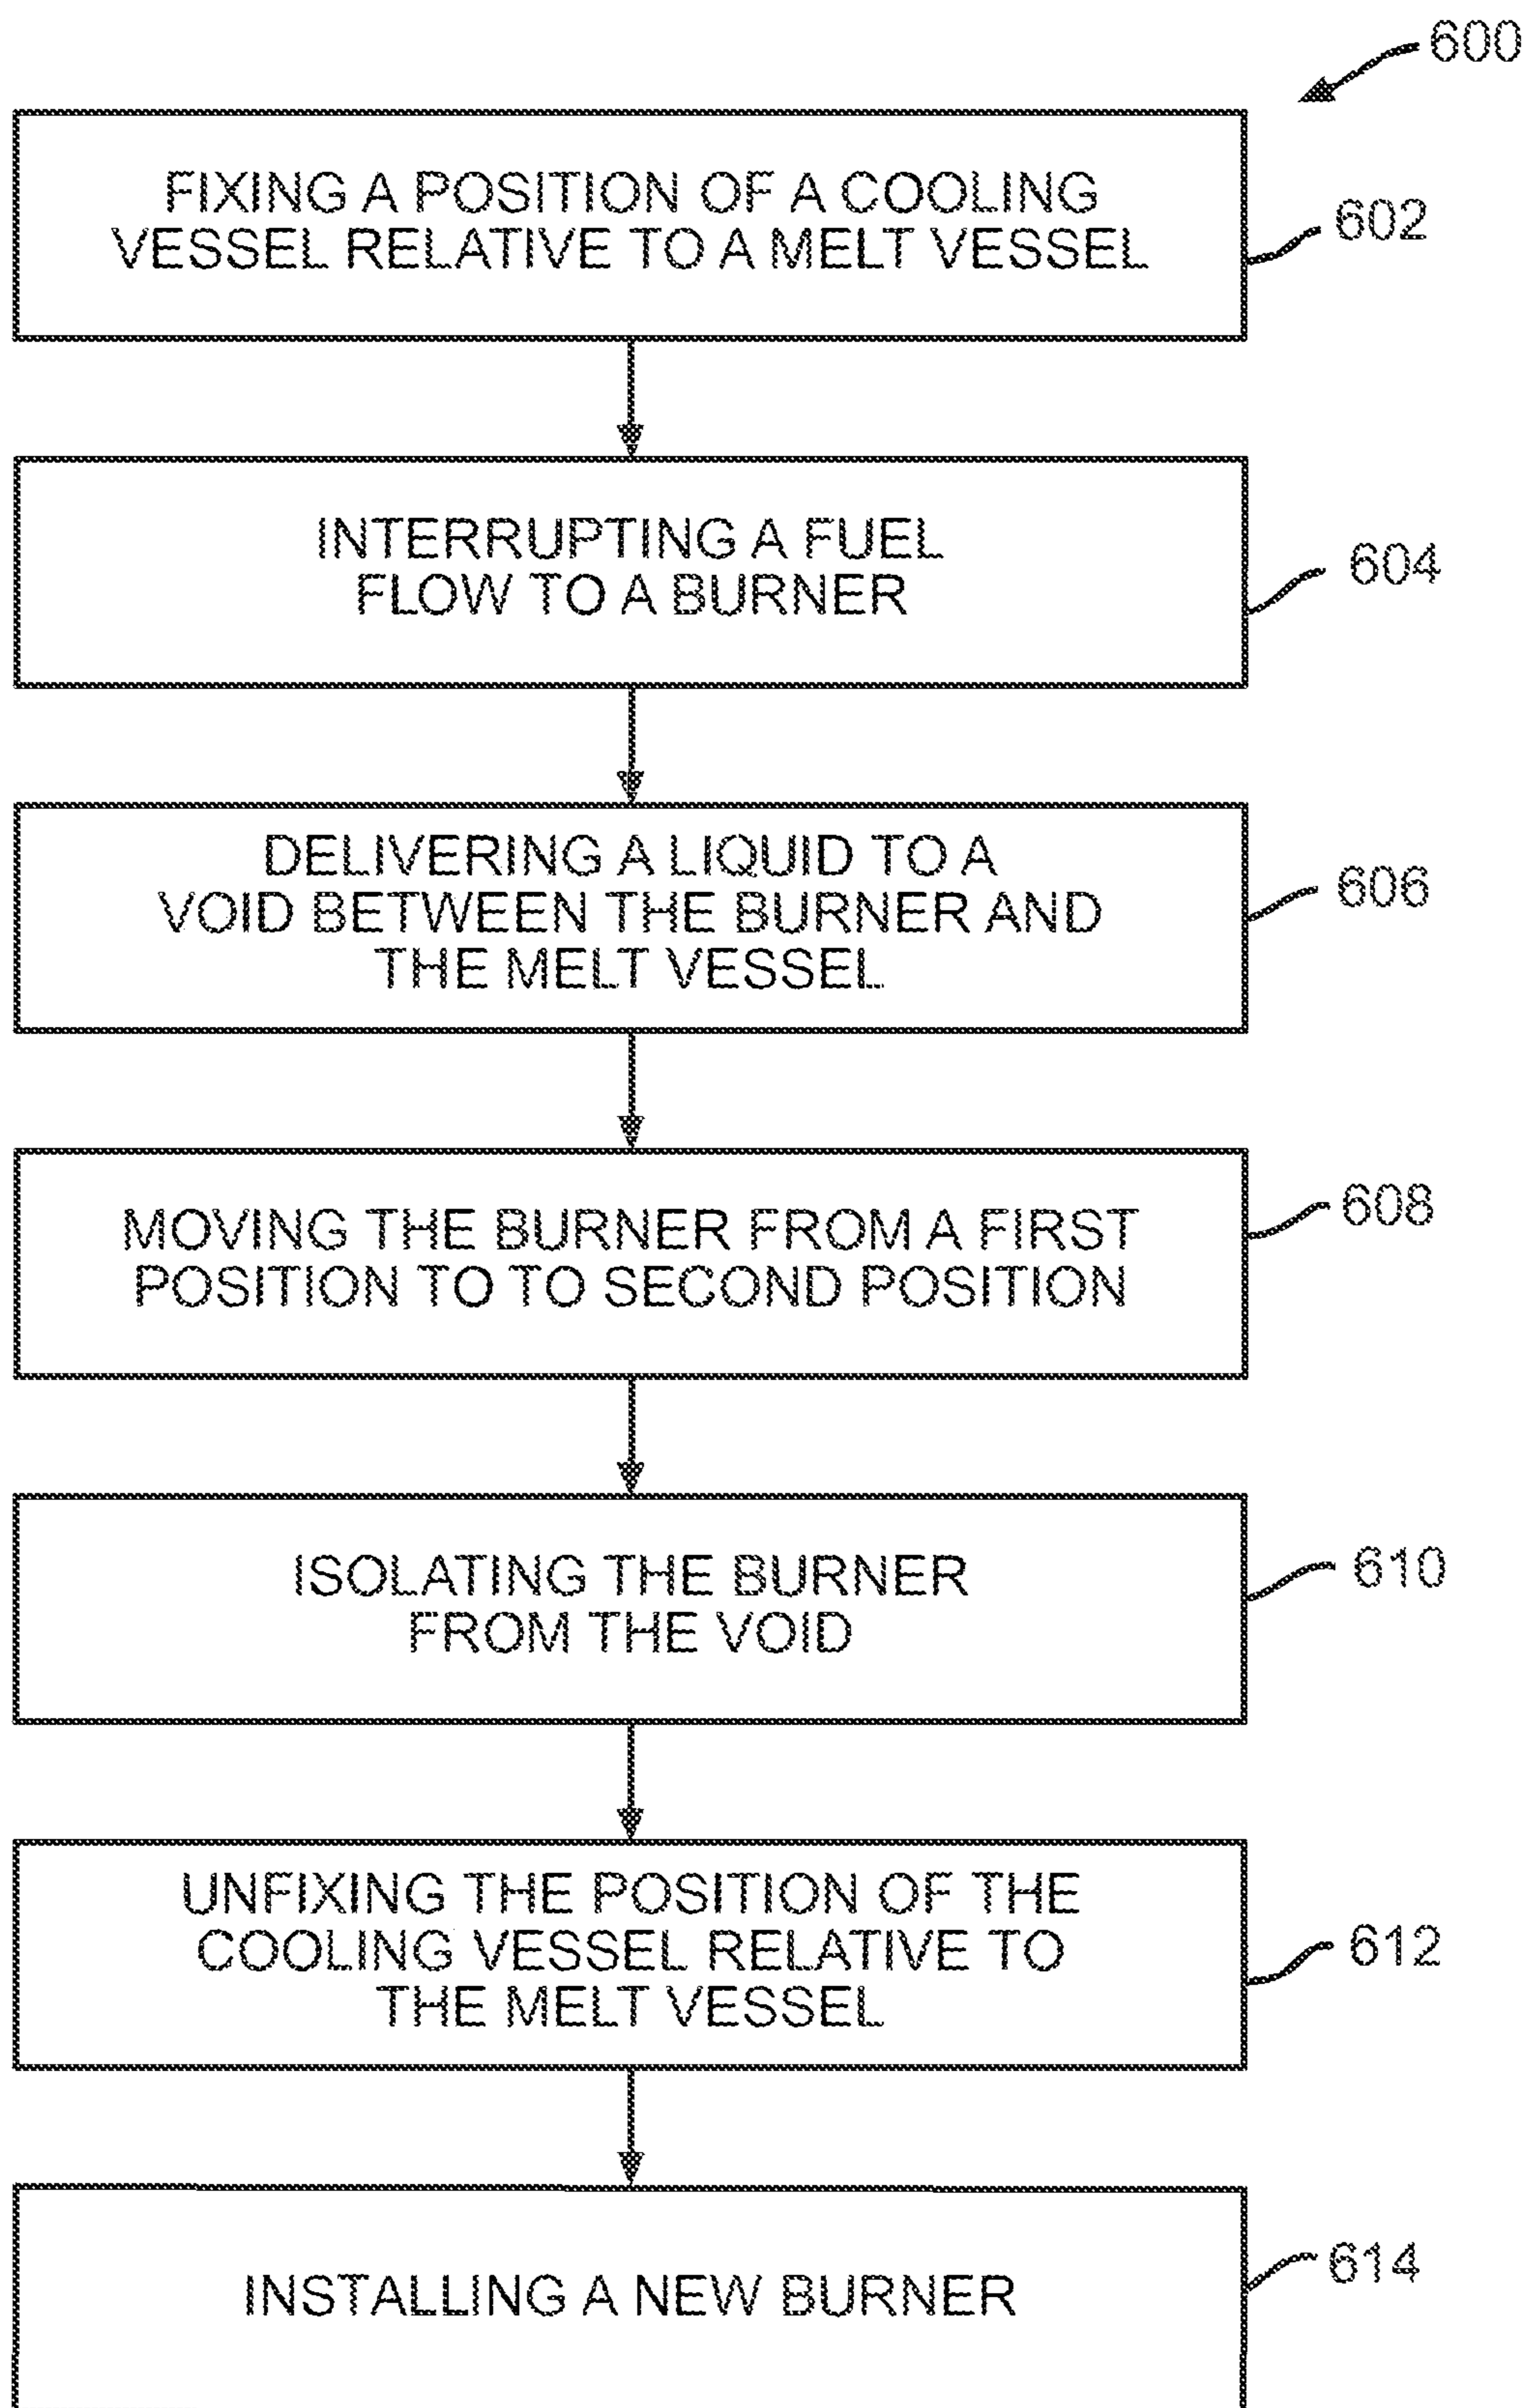 600
FIXING A POSITION OF A COOLING
VESSEL RELATIVE TO A MELT VESSEL
602
INTERRUPTING A FUEL
FLOW TO A BURNER
604
DELIVERING A LIQUID TO A
VOID BETWEEN THE BURNER AND
THE MELT VESSEL
606
MOVING THE BURNER FROM A FIRST
POSITION TO TO SECOND POSITION
608
ISOLATING THE BURNER
FROM THE VOID
610
UNFIXING THE POSITION OF THE
COOLING VESSEL RELATIVE TO
THE MELT VESSEL
612
INSTALLING A NEW BURNER
614